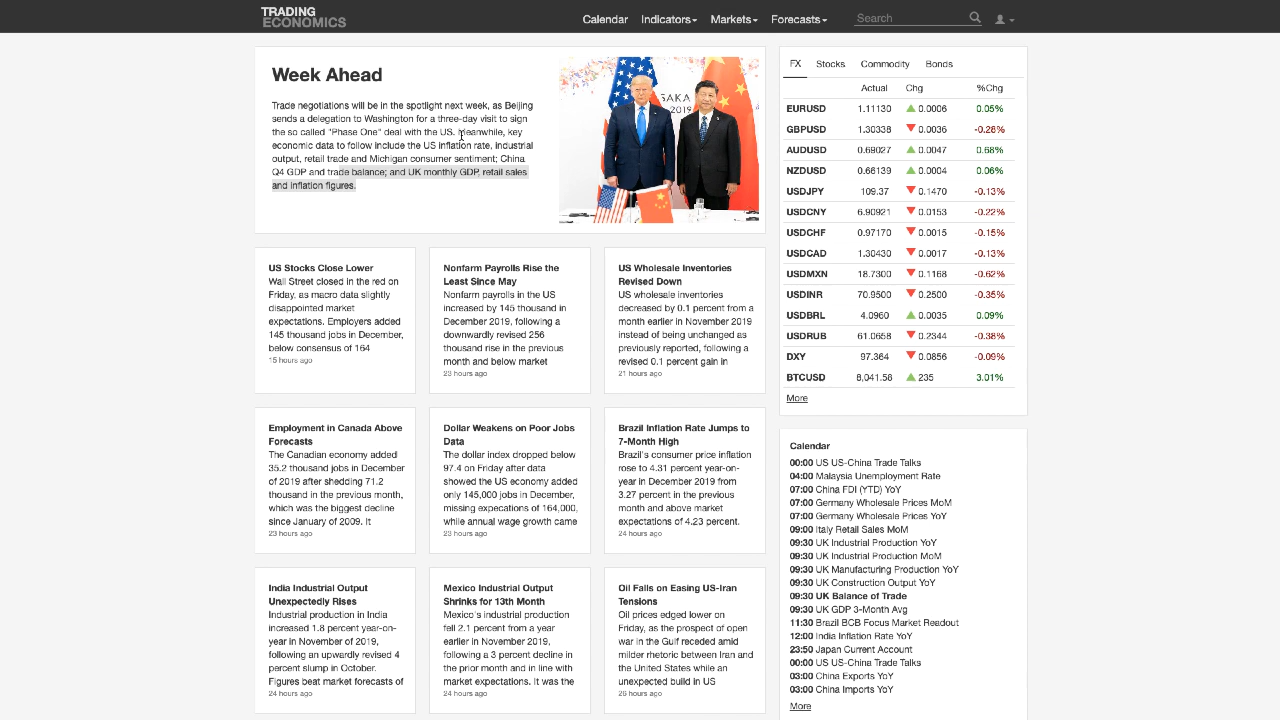 TRADING
ECONOMICS
Calendar Indicators Markets Forecasts Search
Week Ahead
Trade negotiations will be in the spotlight next week, as Beijing
sends a delegation to Washington for a three-day visit to sign
the so called "Phase One" deal with the US. Meanwhile, key
economic data to follow include the US inflation rate, industrial
output, retail trade and Michigan consumer sentiment; China
Q4 GDP and trade balance; and UK monthly GDP, retail sales
and inflation figures.
SAKA
2019
US Stocks Close Lower
Wall Street closed in the red on
Friday, as macro data slightly
disappointed market
expectations. Employers added
145 thousand jobs in December,
below consensus of 164
15 hours ago
Nonfarm Payrolls Rise the
Least Since May
Nonfarm payrolls in the US
increased by 145 thousand in
December 2019, following a
downwardly revised 256
thousand rise in the previous
month and below market
23 hours ago
US Wholesale Inventories
Revised Down
US wholesale inventories
decreased by 0.1 percent from a
month earlier in November 2019
instead of being unchanged as
previously reported, following a
revised 0.1 percent gain in
21 hours ago
Employment in Canada Above
Forecasts
The Canadian economy added
35.2 thousand jobs in December
of 2019 after shedding 71.2
thousand in the previous month,
which was the biggest decline
since January of 2009. It
23 hours ago
Dollar Weakens on Poor Jobs
Data
The dollar index dropped below
97.4 on Friday after data
showed the US economy added
only 145,000 jobs in December,
missing expecations of 164,000,
while annual wage growth came
23 hours ago
Brazil Inflation Rate Jumps to
7-Month High
Brazil's consumer price inflation
rose to 4.31 percent year-on-
year in December 2019 from
3.27 percent in the previous
month and above market
expectations of 4.23 percent.
24 hours ago
India Industrial Output
Unexpectedly Rises
Industrial production in India
increased 1.8 percent year-on-
year in November of 2019,
following an upwardly revised 4
percent slump in October.
Figures beat market forecasts of
24 hours ago
Mexico Industrial Output
Shrinks for 13th Month
Mexico's industrial production
fell 2.1 percent from a year
earlier in November 2019,
following a 3 percent decline in
the prior month and in line with
market expectations. It was the
24 hours ago
Oil Falls on Easing US-Iran
Tensions
Oil prices edged lower on
Friday, as the prospect of open
war in the Gulf receded amid
milder rhetoric between Iran and
the United States while an
unexpected build in US
26 hours ago
FX Stocks Commodity Bonds
Actual Chg %Chg
EURUSD 1.11130 0.0006 0.05%
GBPUSD 1.30338 0.0036 -0.28%
AUDUSD 0.69027 0.0047 0.68%
NZDUSD 0.66139 0.0004 0.06%
USDJPY 109.37 0.1470 -0.13%
USDCNY 6.90921 0.0153 -0.22%
USDCHF 0.97170 0.0015 -0.15%
USDCAD 1.30430 0.0017 -0.13%
USDMXN 18.7300 0.1168 -0.62%
USDINR 70.9500 0.2500 -0.35%
USDBRL 4.0960 0.0035 0.09%
USDRUB 61.0658 0.2344 -0.38%
DXY 97.364 0.0856 -0.09%
BTCUSD 8,041.58 235 3.01%
More
Calendar
00:00 US US-China Trade Talks
04:00 Malaysia Unemployment Rate
07:00 China FDI (YTD) YoY
07:00 Germany Wholesale Prices MoM
07:00 Germany Wholesale Prices YoY
09:00 Italy Retail Sales MoM
09:30 UK Industrial Production YoY
09:30 UK Industrial Production MoM
09:30 UK Manufacturing Production YoY
09:30 UK Construction Output YoY
09:30 UK Balance of Trade
09:30 UK GDP 3-Month Avg
11:30 Brazil BCB Focus Market Readout
12:00 India Inflation Rate YoY
23:50 Japan Current Account
00:00 US US-China Trade Talks
03:00 China Exports YoY
03:00 China Imports YoY
More